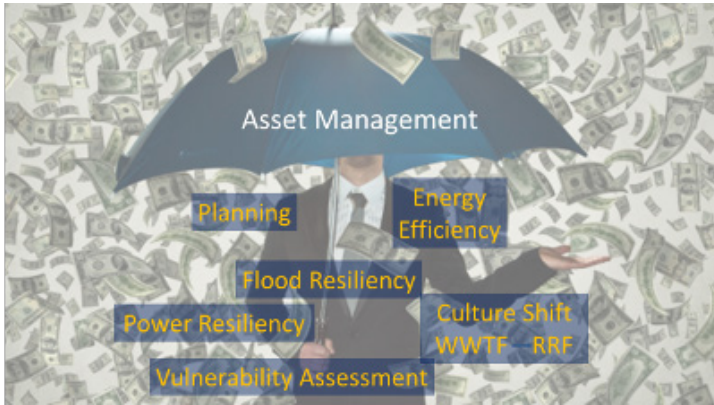 Asset Management
Planning
Energy
Efficiency
Flood Resiliency
Power Resiliency
Culture Shift
WWTF—RRF
Vulnerability Assessment